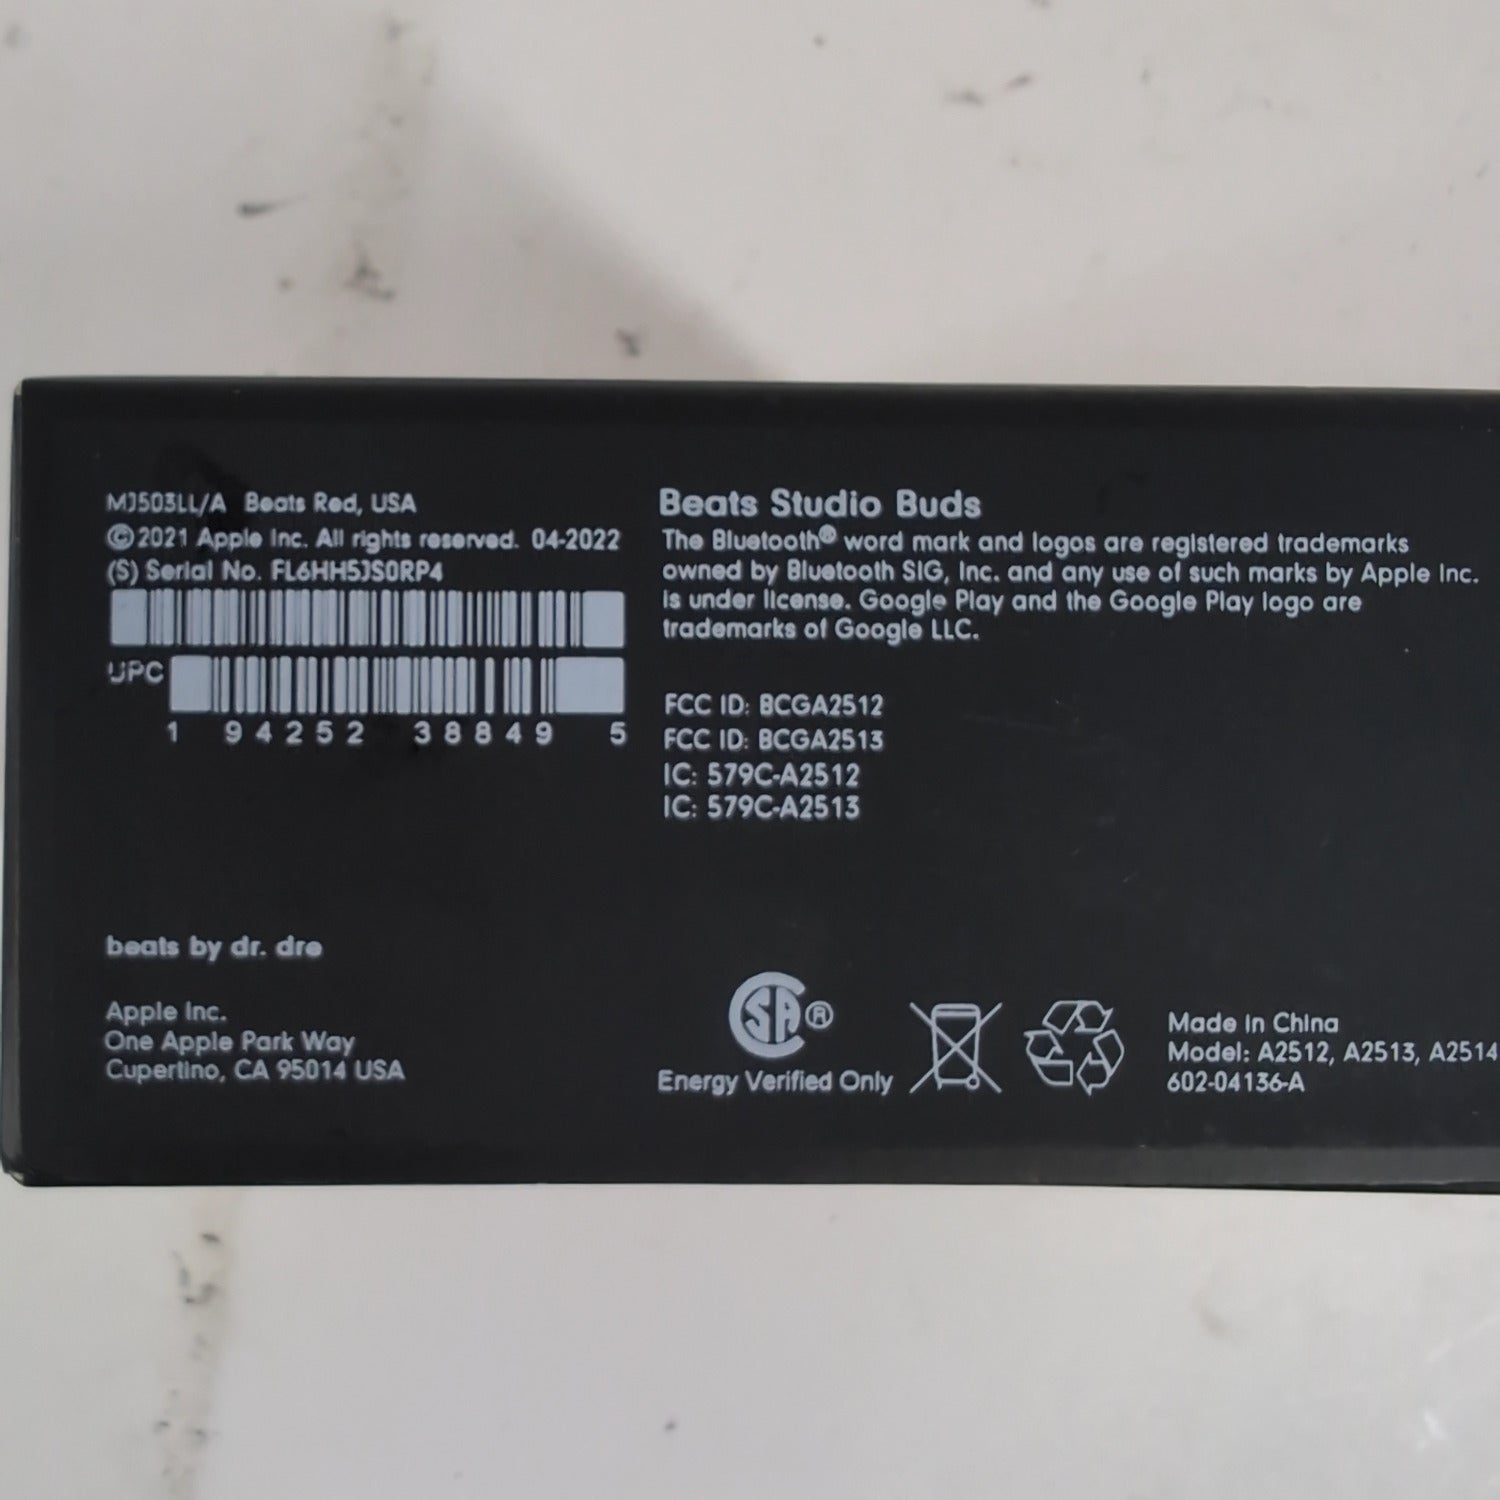 MJ503LL/A Beats Red, USA
©2021 Apple Inc. All rights reserved. 04-2022
(S) Serial No. FL6HH5JS0RP4
UPC
1 94252 38849 5
beats by dr. dre
Apple Inc.
One Apple Park Way
Cupertino, CA 95014 USA
Beats Studio Buds
The Bluetooth® word mark and logos are registered trademarks
owned by Bluetooth SIG, Inc. and any use of such marks by Apple Inc.
is under license. Google Play and the Google Play logo are
trademarks of Google LLC.
FCC ID: BCGA2512
FCC ID: BCGA2513
IC: 579C-A2512
IC: 579C-A2513
CSA®
Energy Verified Only
Made in China
Model: A2512, A2513, A2514
602-04136-A